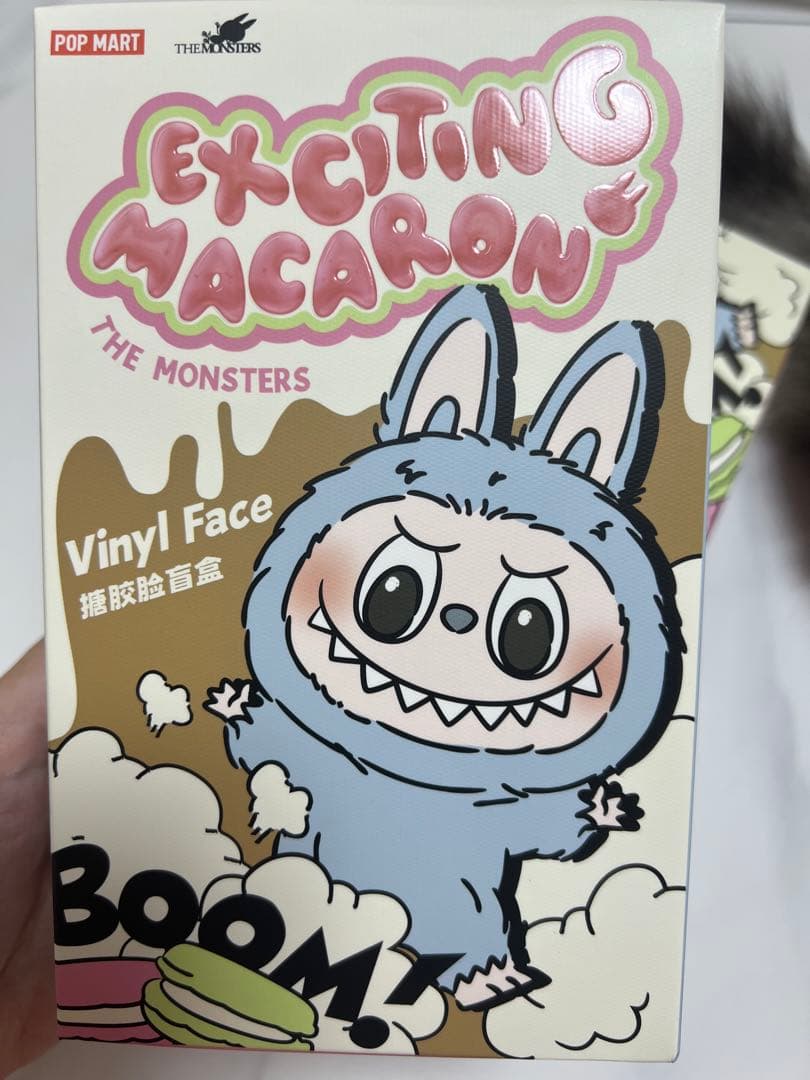 POP MART
THE MONSTERS
EXCITING
MACARON
THE MONSTERS
Vinyl Face
搪胶脸盲盒
BOOM!